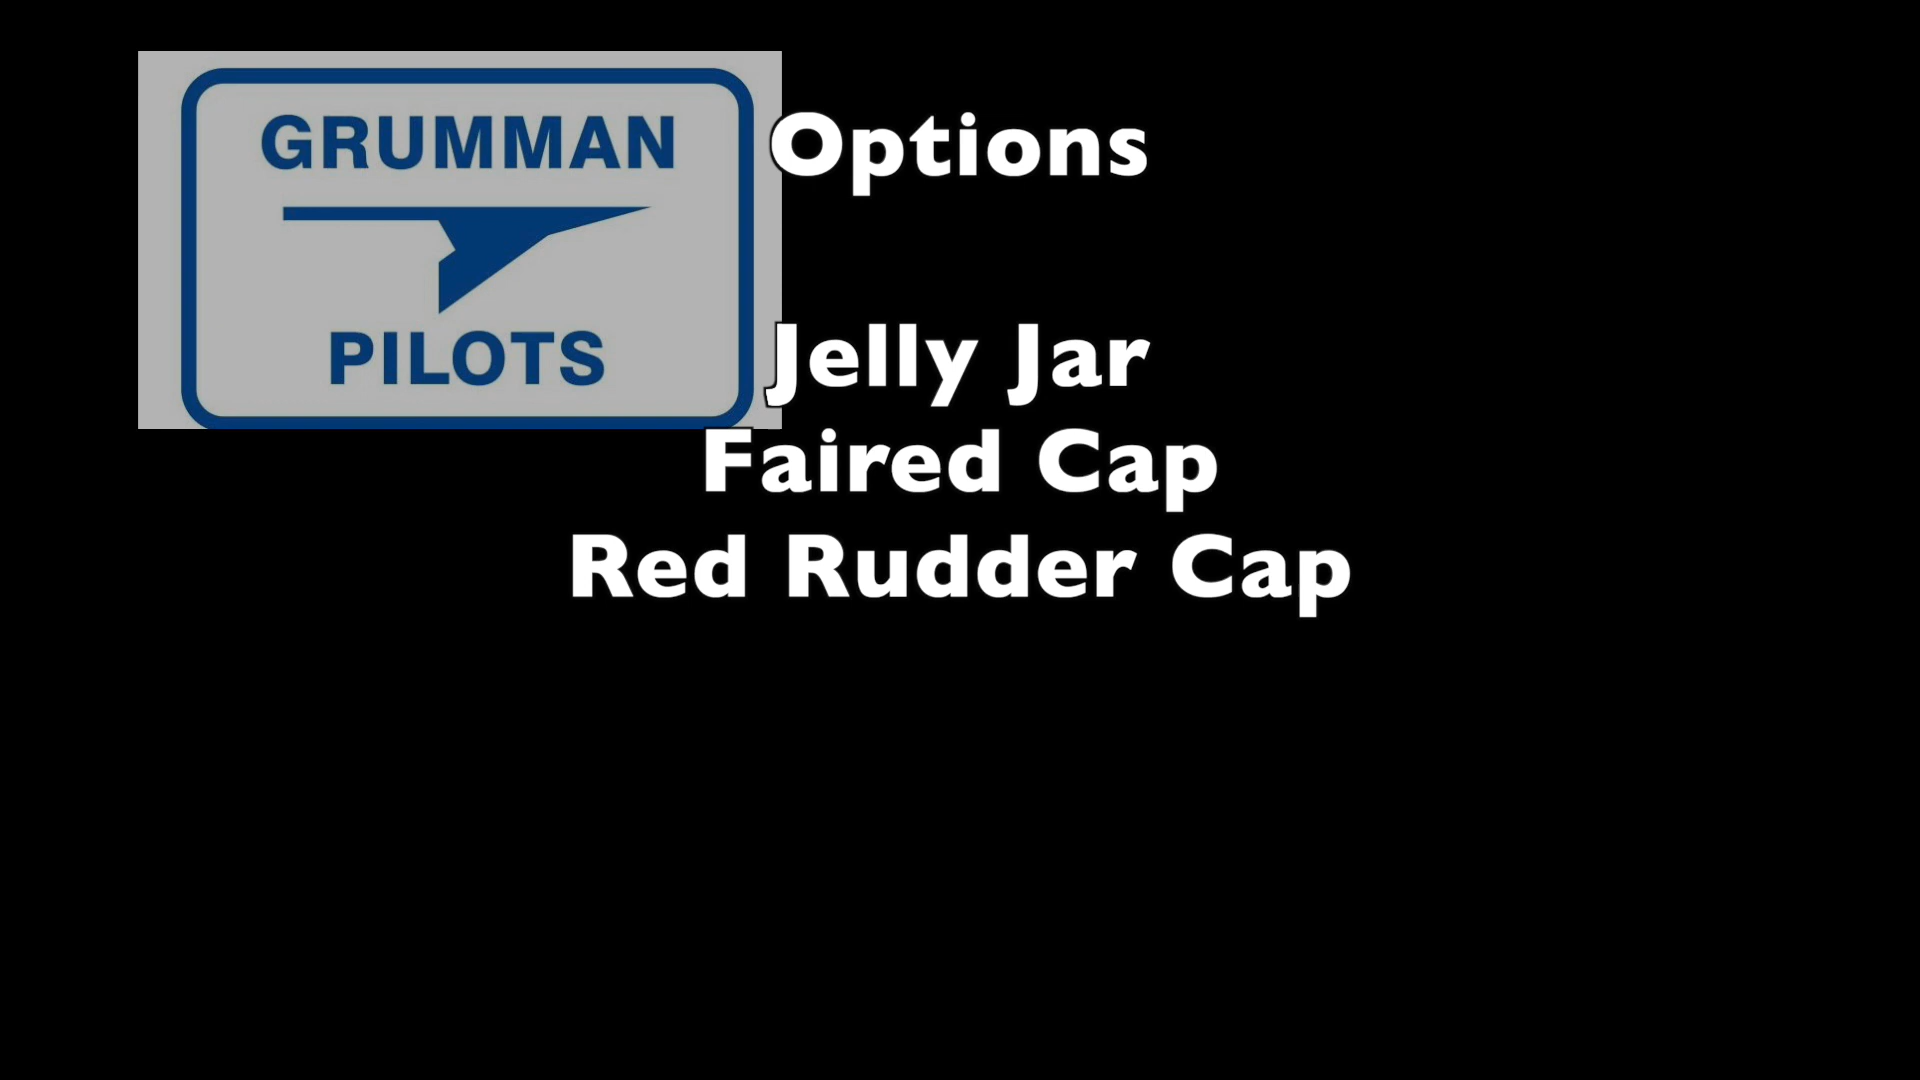 GRUMMAN
PILOTS
Options
Jelly Jar
Faired Cap
Red Rudder Cap